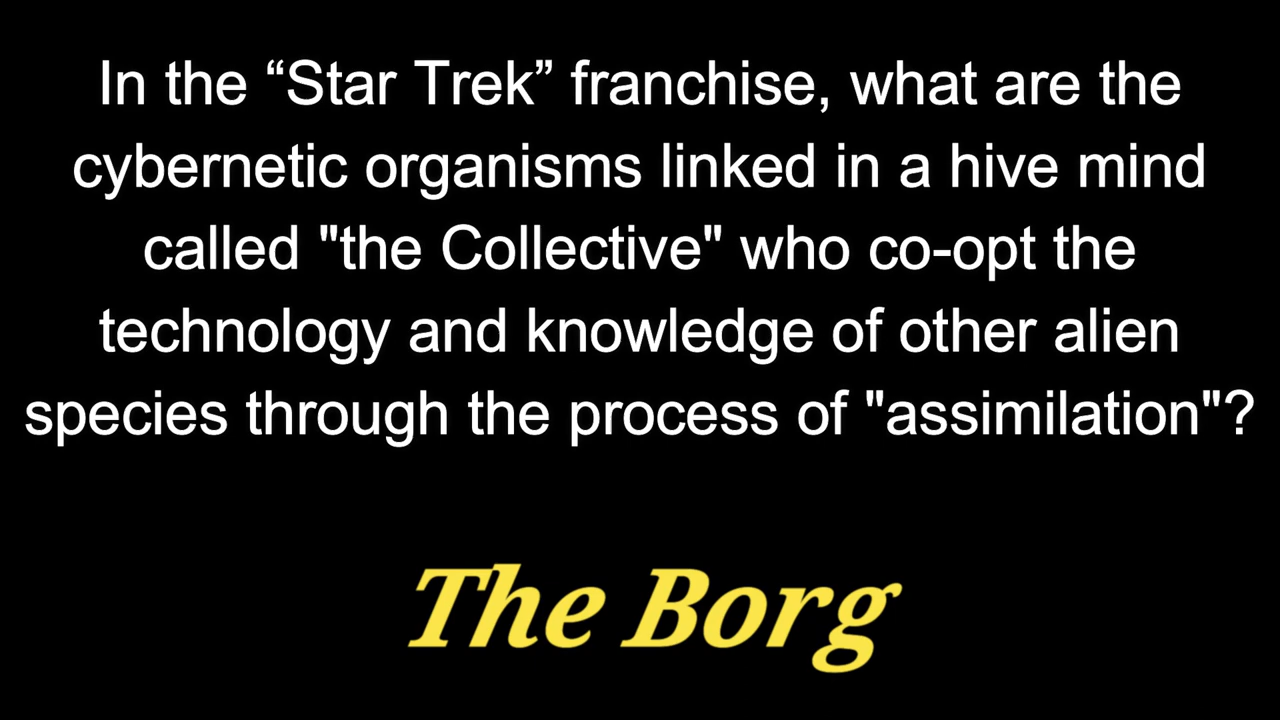 In the “Star Trek” franchise, what are the
cybernetic organisms linked in a hive mind
called "the Collective" who co-opt the
technology and knowledge of other alien
species through the process of "assimilation"?
The Borg